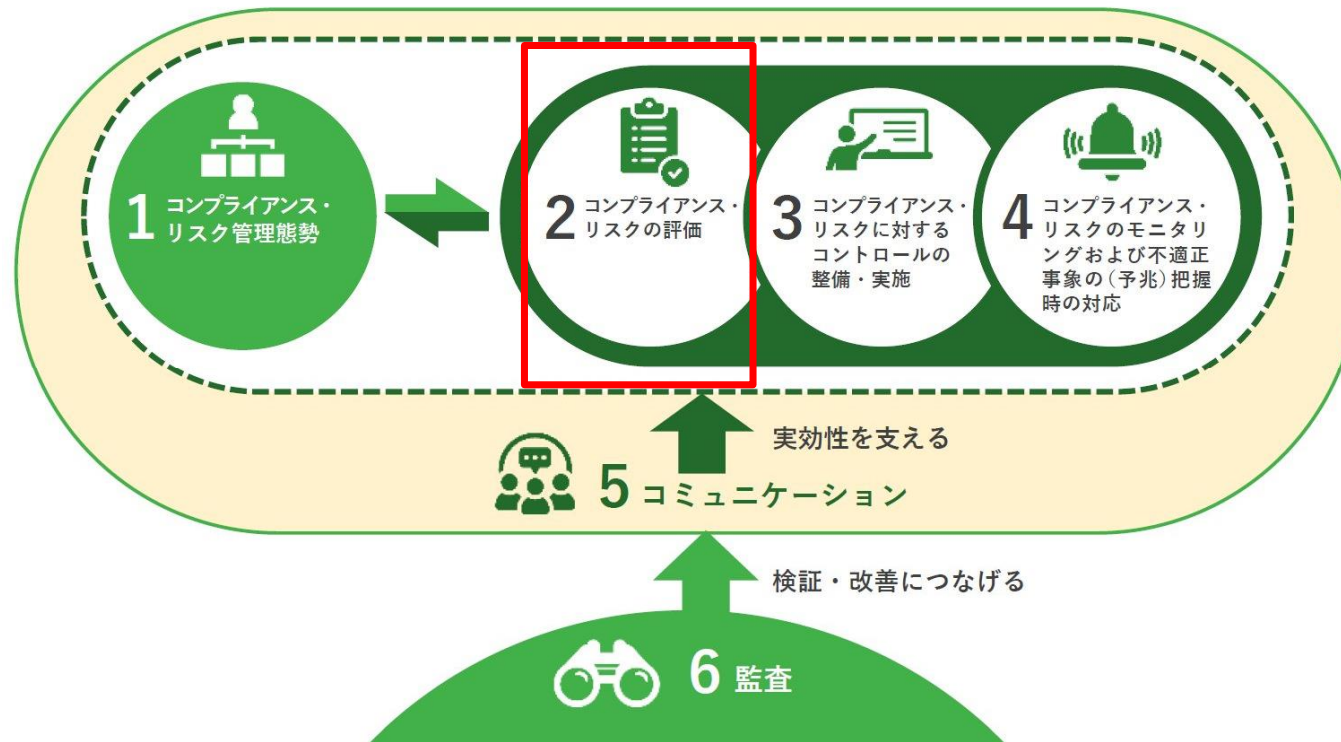 1 コンプライアンス・
リスク管理態勢
2 コンプライアンス・
リスクの評価
3 コンプライアンス・
リスクに対する
コントロールの
整備・実施
4 コンプライアンス・
リスクのモニタリ
ングおよび不適正
事象の(予兆)把握
時の対応
実効性を支える
5 コミュニケーション
検証・改善につなげる
6 監査